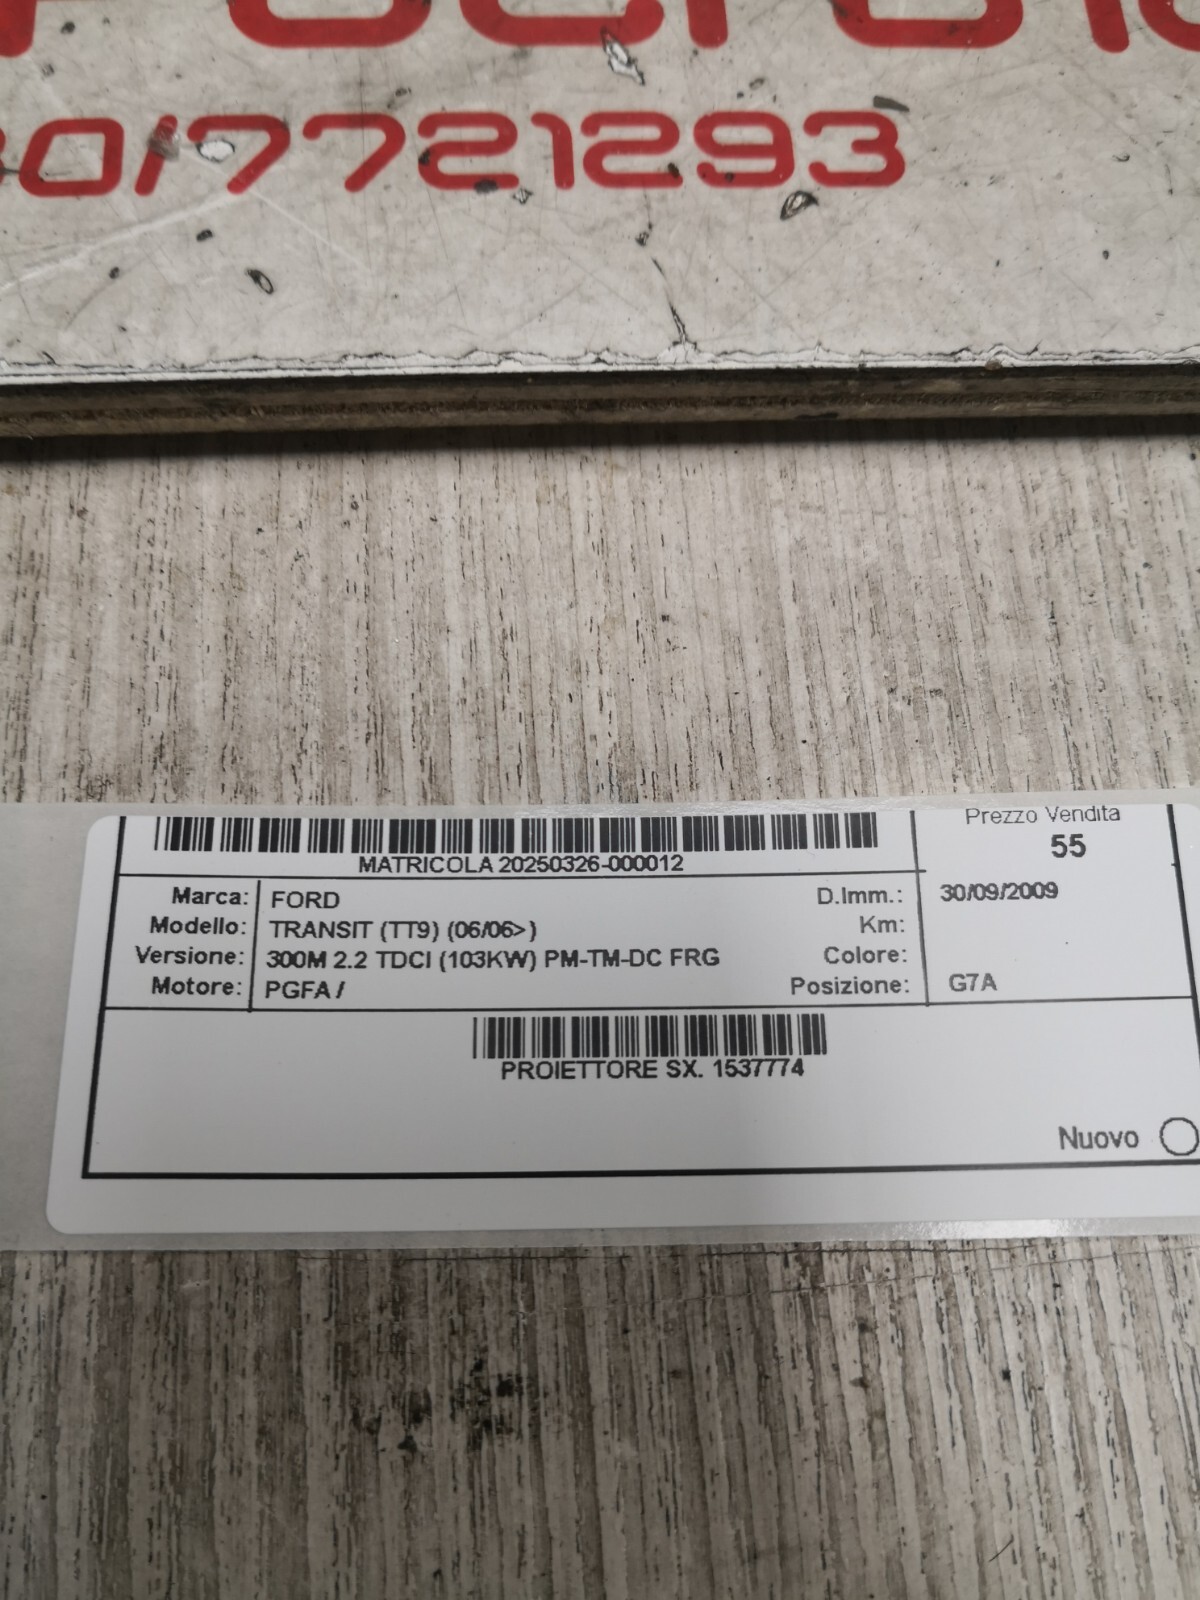 7721293
MATRICOLA 20250326-000012
Prezzo Vendita
55
Marca: FORD D.Imm.: 30/09/2009
Modello: TRANSIT (TT9) (06/06>) Km:
Versione: 300M 2.2 TDCI (103KW) PM-TM-DC FRG Colore:
Motore: PGFA / Posizione: G7A
PROIETTORE SX. 1537774
Nuovo